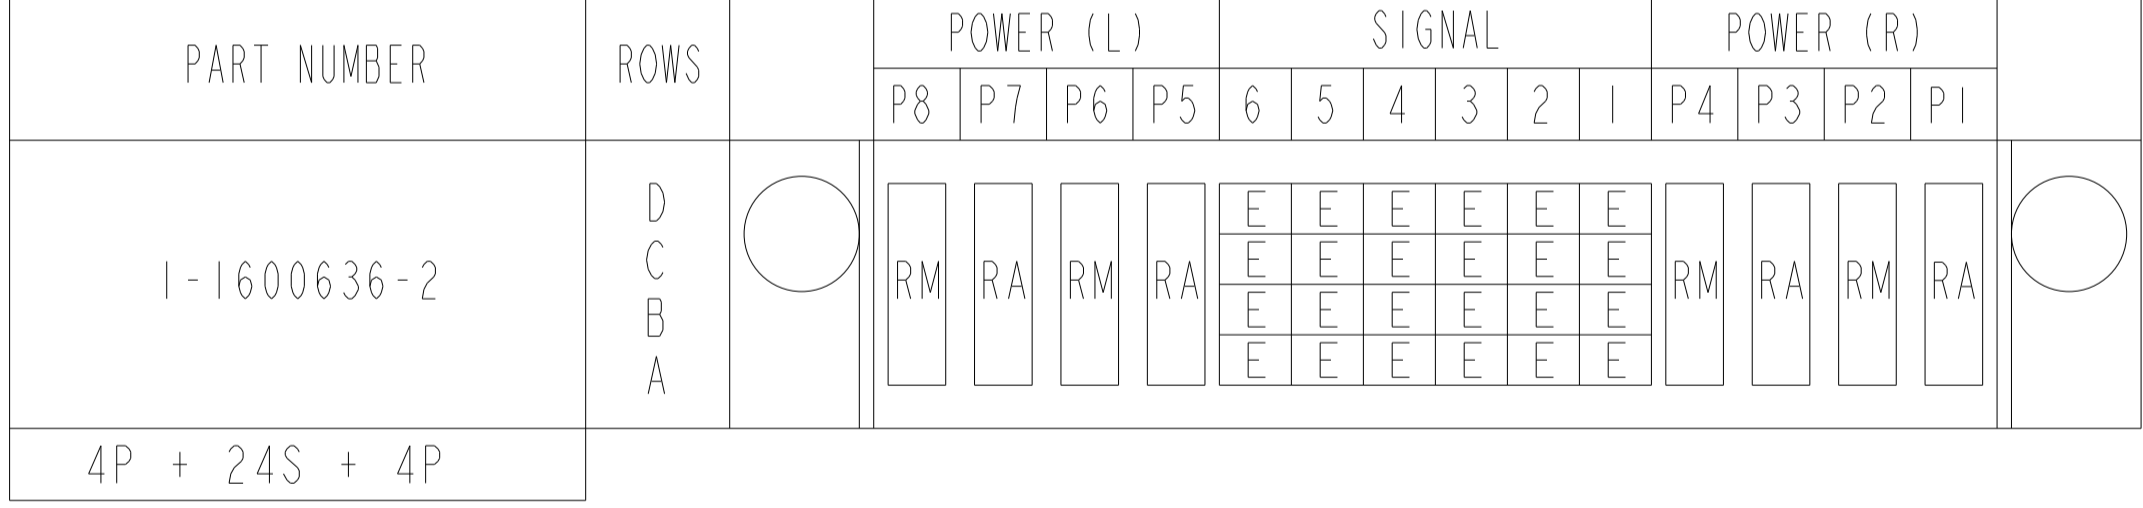 PART NUMBER ROWS POWER (L) SIGNAL POWER (R)
P8 P7 P6 P5 6 5 4 3 2 1 P4 P3 P2 P1
D E E E E E E
C E E E E E E
1-1600636-2 RM RA RM RA RM RA RM RA
B E E E E E E
A E E E E E E
4P + 24S + 4P